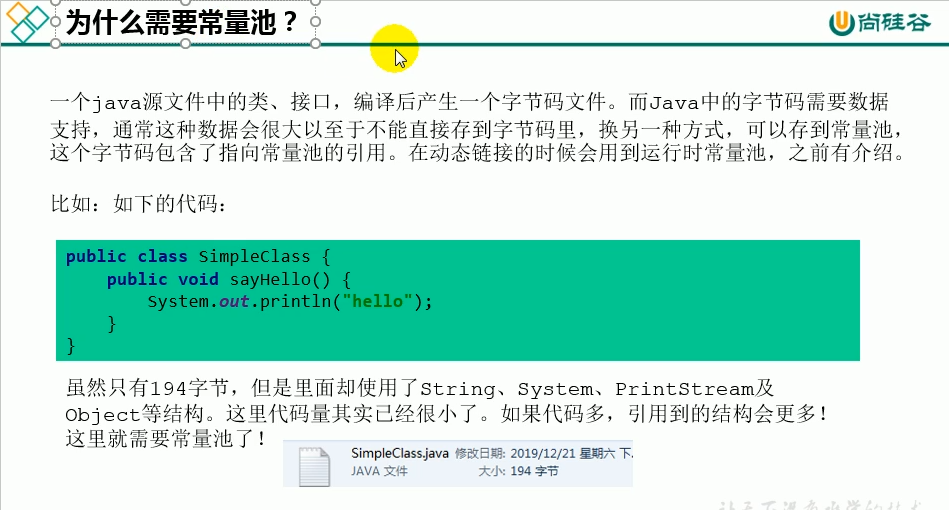 为什么需要常量池？
尚硅谷
一个java源文件中的类、接口，编译后产生一个字节码文件。而Java中的字节码需要数据
支持，通常这种数据会很大以至于不能直接存到字节码里，换另一种方式，可以存到常量池，
这个字节码包含了指向常量池的引用。在动态链接的时候会用到运行时常量池，之前有介绍。
比如：如下的代码：
public class SimpleClass {
    public void sayHello() {
        System.out.println("hello");
    }
}
虽然只有194字节，但是里面却使用了String、System、PrintStream及
Object等结构。这里代码量其实已经很小了。如果代码多，引用到的结构会更多！
这里就需要常量池了！
SimpleClass.java 修改日期: 2019/12/21 星期六 下.
JAVA 文件 大小: 194 字节